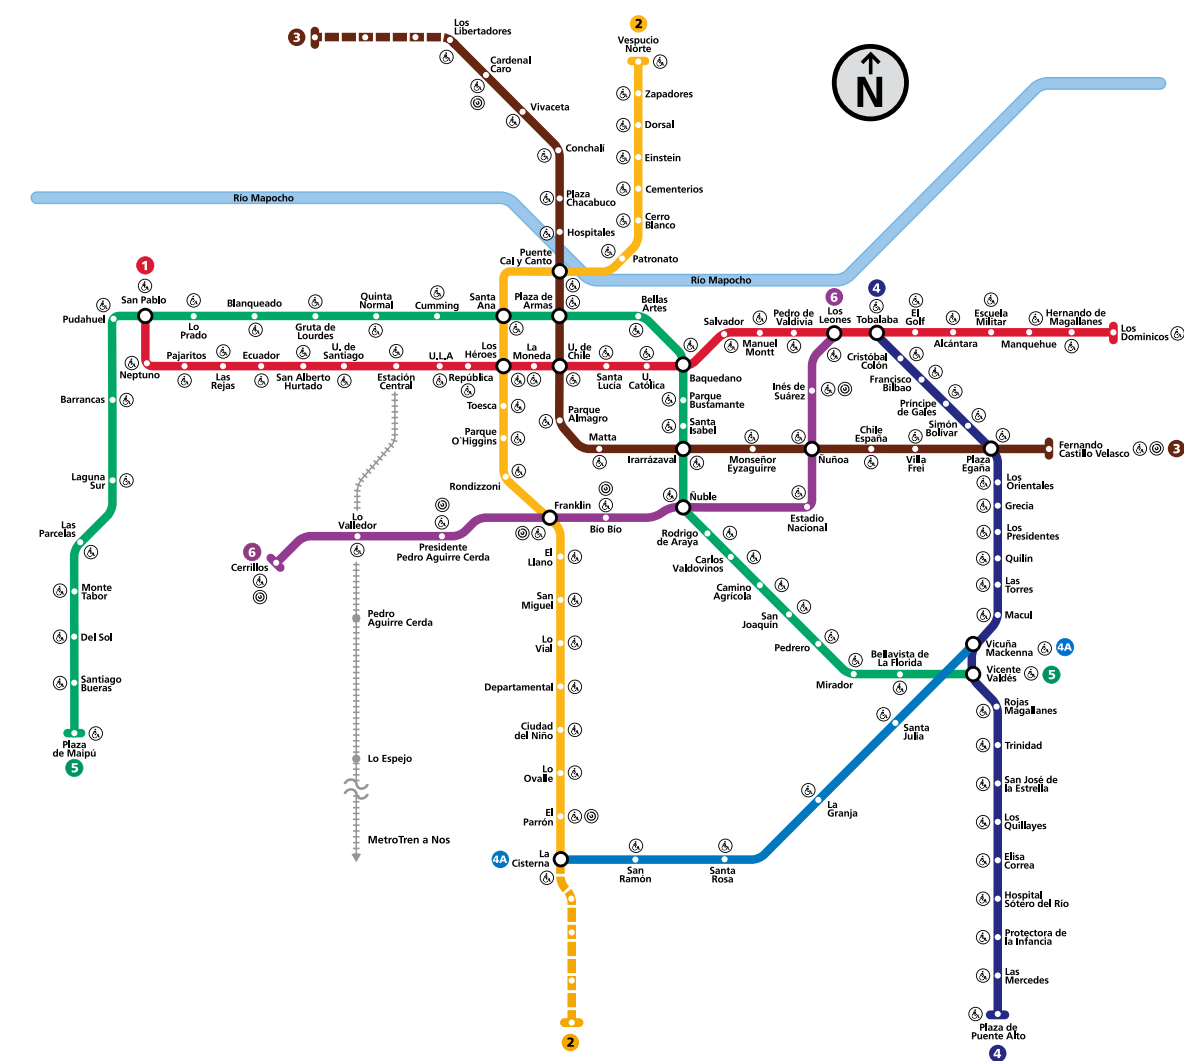 Los
Libertadores
3
2
Vespucio
Norte
Cardenal
Caro
N
Vivaceta
Zapadores
Dorsal
Conchalí
Einstein
Plaza
Chacabuco
Cementerios
Río Mapocho
Cerro
Blanco
Hospitales
Puente
Cal y Canto
Patronato
Río Mapocho
1
San Pablo
Pudahuel
Lo
Prado
Blanqueado
Gruta de
Lourdes
Quinta
Normal
Cumming
Santa
Ana
Plaza de
Armas
Bellas
Artes
6
Los
Leones
4
Tobalaba
Salvador
Manuel
Montt
Pedro de
Valdivia
El
Golf
Alcántara
Escuela
Militar
Manquehue
Hernando de
Magallanes
Los
Dominicos
Neptuno
Pajaritos
Las
Rejas
Ecuador
San Alberto
Hurtado
U. de
Santiago
Estación
Central
U.L.A
República
Los
Héroes
La
Moneda
U. de
Chile
Santa
Lucía
U.
Católica
Baquedano
Cristóbal
Colón
Francisco
Bilbao
Príncipe
de Gales
Simón
Bolívar
Inés de
Suárez
Barrancas
Toesca
Parque
Almagro
Parque
Bustamante
Santa
Isabel
Parque
O`Higgins
Matta
Irarrázaval
Monseñor
Eyzaguirre
Ñuñoa
Chile
España
Villa
Frei
Plaza
Egaña
Fernando
Castillo Velasco
3
Laguna
Sur
Rondizzoni
Los
Orientales
Ñuble
Grecia
Las
Parcelas
Lo
Valledor
Franklin
Bío Bío
Estadio
Nacional
Los
Presidentes
Presidente
Pedro Aguirre Cerda
6
Cerrillos
Rodrigo
de Araya
El
Llano
Carlos
Valdovinos
Quilín
Monte
Tabor
San
Miguel
Camino
Agrícola
Las
Torres
Pedro
Aguirre Cerda
San
Joaquín
Macul
Del Sol
Lo
Vial
Pedrero
Bellavista de
La Florida
Vicuña
Mackenna
4A
Santiago
Bueras
Departamental
Mirador
Vicente
Valdés
5
Rojas
Magallanes
Plaza
de Maipú
5
Ciudad
del Niño
Santa
Julia
Trinidad
Lo Espejo
Lo
Ovalle
San José de
la Estrella
La
Granja
El
Parrón
Los
Quillayes
MetroTren a Nos
4A
La
Cisterna
San
Ramón
Santa
Rosa
Elisa
Correa
Hospital
Sótero del Río
Protectora de
la Infancia
Las
Mercedes
2
Plaza de
Puente Alto
4